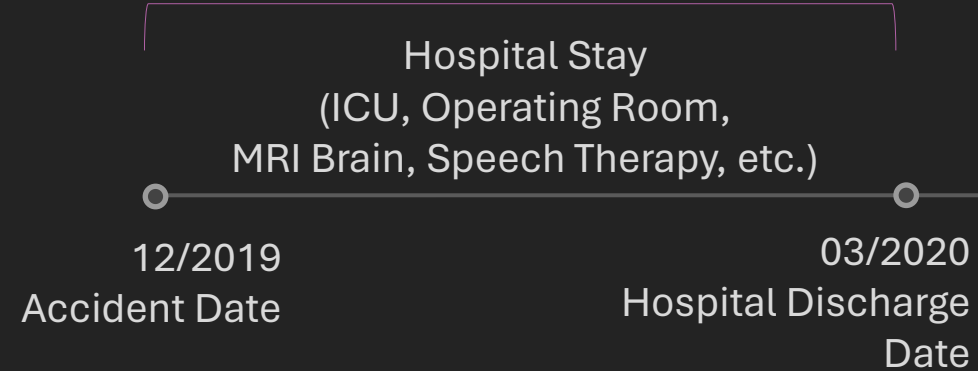 Hospital Stay
(ICU, Operating Room,
MRI Brain, Speech Therapy, etc.)
12/2019
Accident Date
03/2020
Hospital Discharge
Date